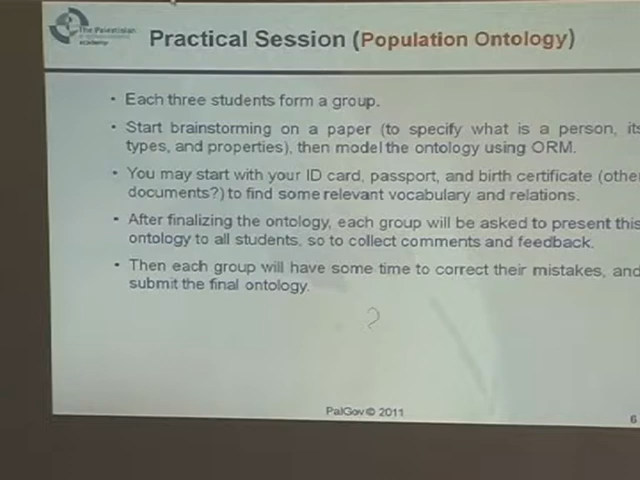 The Palestinian
academy
Practical Session (Population Ontology)
• Each three students form a group.
• Start brainstorming on a paper (to specify what is a person, its
types, and properties), then model the ontology using ORM.
• You may start with your ID card, passport, and birth certificate (other
documents?) to find some relevant vocabulary and relations.
• After finalizing the ontology, each group will be asked to present this
ontology to all students, so to collect comments and feedback.
• Then each group will have some time to correct their mistakes, and
submit the final ontology.
PalGov © 2011
6